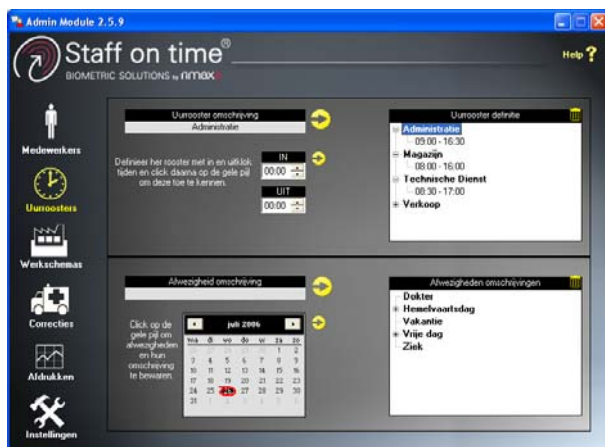 Admin Module 2.5.9
Staff on time®
BIOMETRIC SOLUTIONS by
Help ?
Medewerkers
Uurroosters
Werkschemas
Correcties
Afdrukken
Instellingen
Uurrooster omschrijving
Administratie
Definieer her rooster met in en uitklok
tijden en click daarna op de gele pijl
om deze toe te kennen.
IN
00:00
UIT
00:00
Uurrooster definitie
Administratie
09:00 - 16:30
Magazijn
08:00 - 16:00
Technische Dienst
08:30 - 17:00
Verkoop
Afwezigheid omschrijving
Click op de
gele pijl om
afwezigheden
en hun
omschrijving
te bewaren.
juli 2006
ma di wo do vr za zo
1 2
3 4 5 6 7 8 9
10 11 12 13 14 15 16
17 18 19 20 21 22 23
24 25 26 27 28 29 30
31
Afwezigheden omschrijvingen
Dokter
Hemelvaartsdag
Vakantie
Vrije dag
Ziek